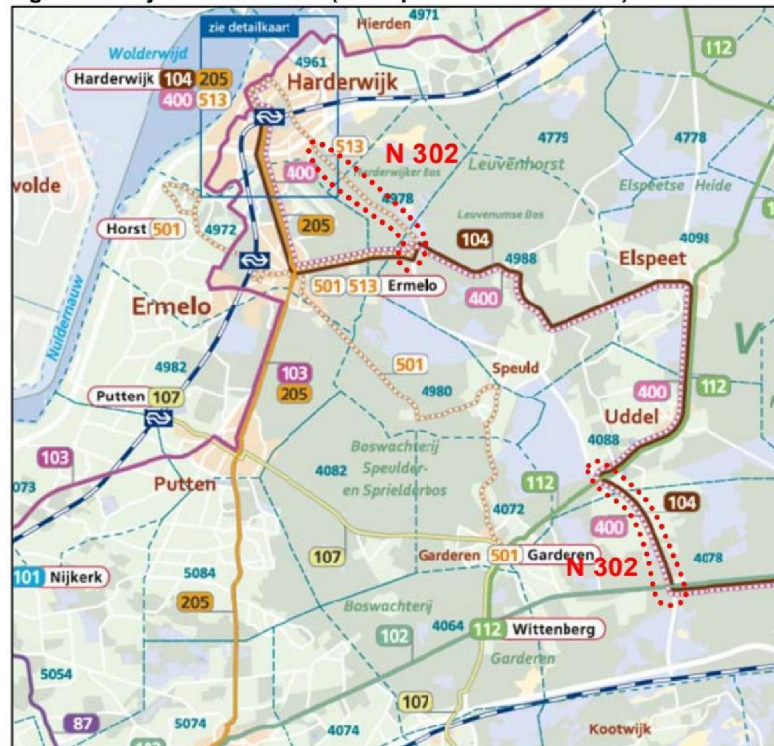 zie detailkaart
Hierden
4971
112
Wolderwijd
4961
Harderwijk 104 205
400 513
Harderwijk
513
N 302
4779
4778
volde
400
Harderwijker Bos
Leuvenhorst
Elspeetse Heide
4978
Horst 501
4972
205
Leuvenumse Bos
104
4098
4988
Elspeet
Nuldernauw
Ermelo
501 513 Ermelo
400
V
501
Speuld
4982
4980
103
205
400
112
Putten 107
Uddel
4088
103
Boswachterij
Speulder-
en Sprielderbos
073
Putten
4082
4072
112
104
400
107
Garderen 501 Garderen
4078
N 302
101 Nijkerk
5084
205
Boswachterij
102
4064
112 Wittenberg
Garderen
5054
107
87
5074
4074
Kootwijk